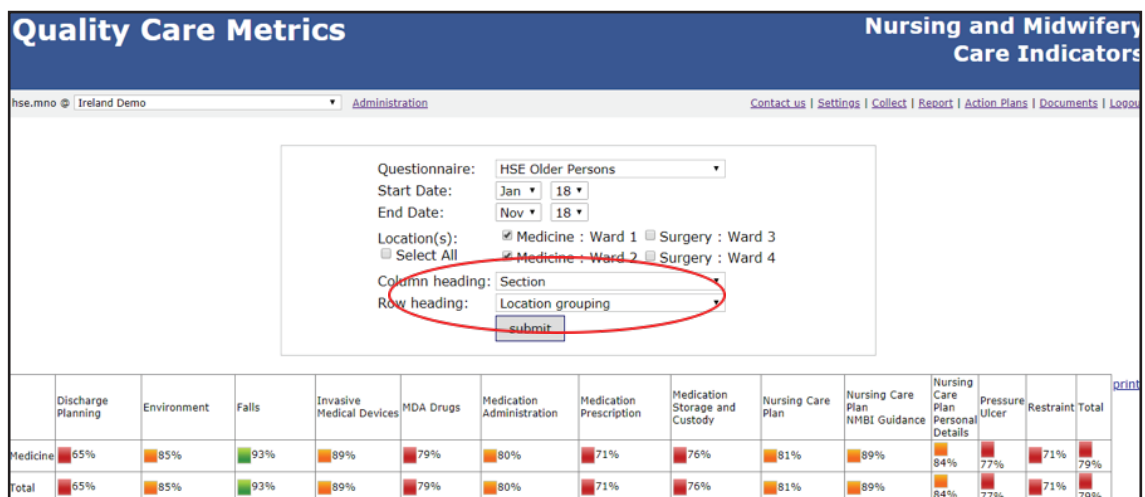 Quality Care Metrics
Nursing and Midwifery
Care Indicators
hse.mno @ Ireland Demo Administration Contact us | Settings | Collect | Report | Action Plans | Documents | Logou
Questionnaire: HSE Older Persons
Start Date: Jan 18
End Date: Nov 18
Location(s): Medicine : Ward 1 Surgery : Ward 3
Select All Medicine : Ward 2 Surgery : Ward 4
Column heading: Section
Row heading: Location grouping
submit
print
Discharge Planning Environment Falls Invasive Medical Devices MDA Drugs Medication Administration Medication Prescription Medication Storage and Custody Nursing Care Plan Nursing Care Plan NMBI Guidance Nursing Care Plan Personal Details Pressure Ulcer Restraint Total
Medicine 65% 85% 93% 89% 79% 80% 71% 76% 81% 89% 84% 77% 71% 79%
Total 65% 85% 93% 89% 79% 80% 71% 76% 81% 89% 84% 77% 71% 79%